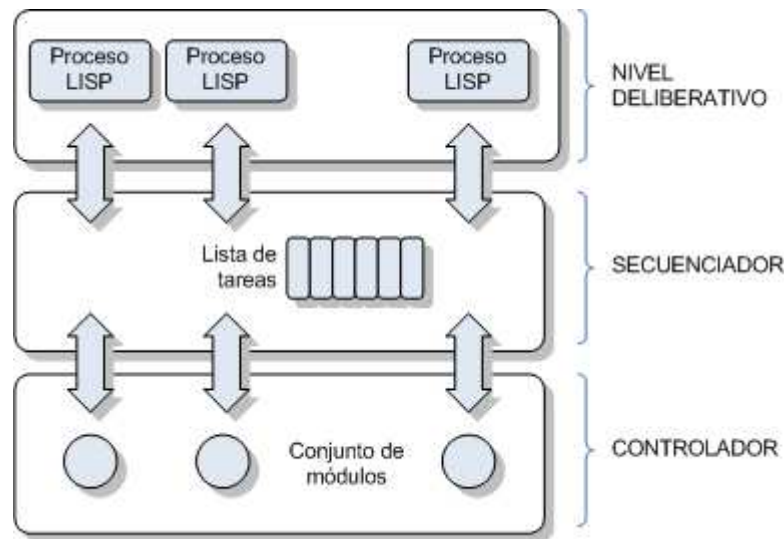 Proceso
LISP
Proceso
LISP
Proceso
LISP
NIVEL
DELIBERATIVO
Lista de
tareas
SECUENCIADOR
Conjunto de
módulos
CONTROLADOR